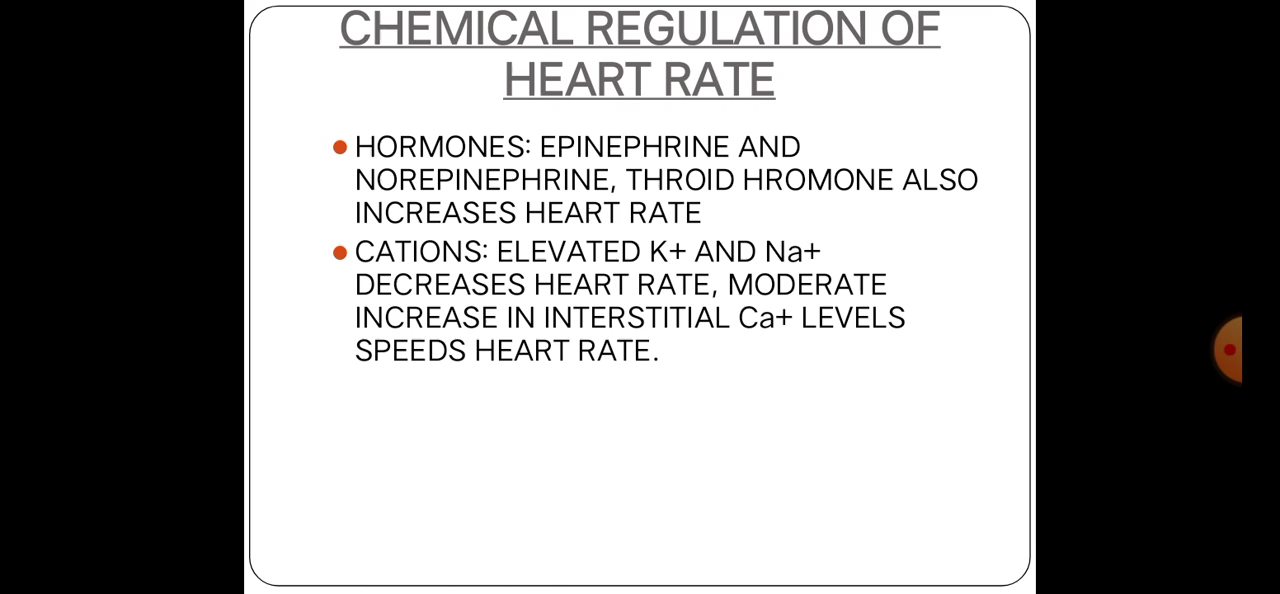 CHEMICAL REGULATION OF
HEART RATE
● HORMONES: EPINEPHRINE AND
NOREPINEPHRINE, THROID HROMONE ALSO
INCREASES HEART RATE
● CATIONS: ELEVATED K+ AND Na+
DECREASES HEART RATE, MODERATE
INCREASE IN INTERSTITIAL Ca+ LEVELS
SPEEDS HEART RATE.